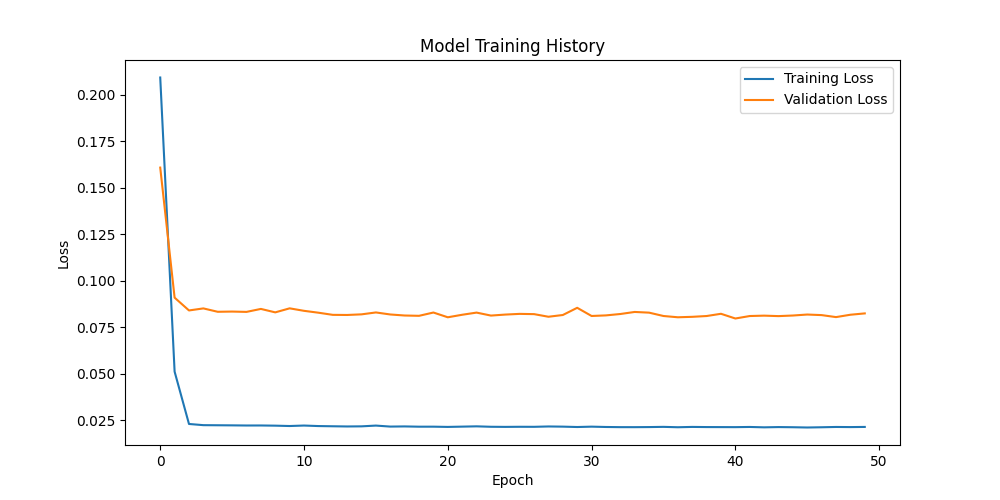 Model Training History
Training Loss
Validation Loss
0.200
0.175
0.150
0.125
0.100
0.075
0.050
0.025
Loss
0 10 20 30 40 50
Epoch